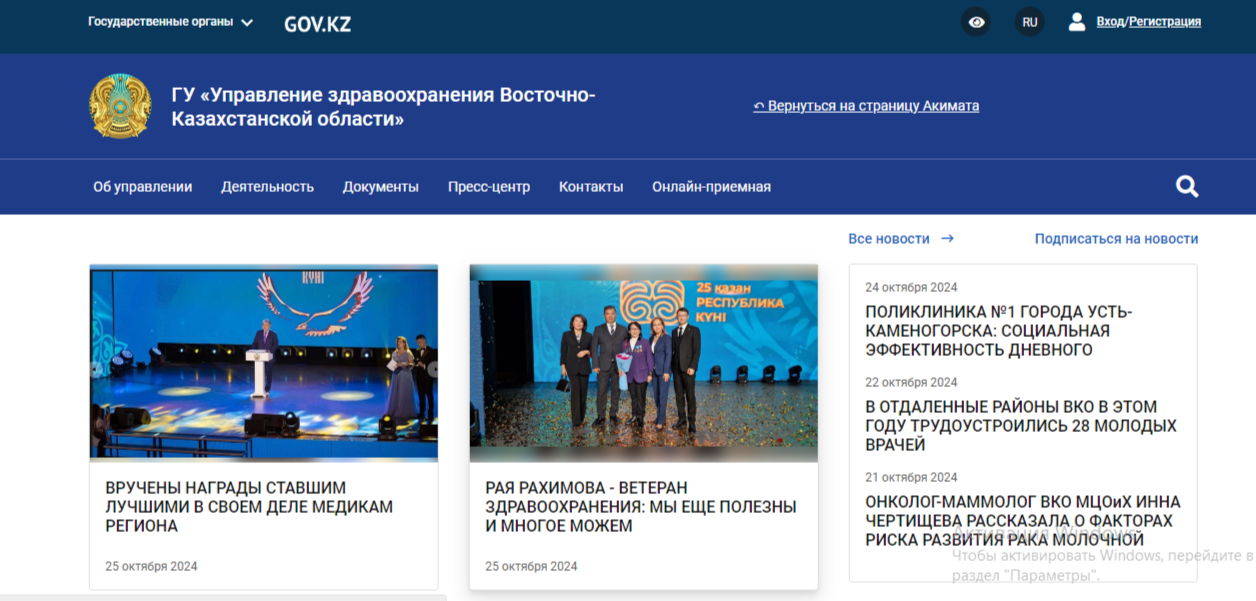 Государственные органы
GOV.KZ
RU
Вход/Регистрация
ГУ «Управление здравоохранения Восточно-
Казахстанской области»
Вернуться на страницу Акимата
Об управлении
Деятельность
Документы
Пресс-центр
Контакты
Онлайн-приемная
Все новости →
Подписаться на новости
КҮНІ
ВРУЧЕНЫ НАГРАДЫ СТАВШИМ
ЛУЧШИМИ В СВОЕМ ДЕЛЕ МЕДИКАМ
РЕГИОНА
25 октября 2024
25 қазан
РЕСПУБЛИКА
КҮНІ
РАЯ РАХИМОВА - ВЕТЕРАН
ЗДРАВООХРАНЕНИЯ: МЫ ЕЩЕ ПОЛЕЗНЫ
И МНОГОЕ МОЖЕМ
25 октября 2024
24 октября 2024
ПОЛИКЛИНИКА №1 ГОРОДА УСТЬ-
КАМЕНОГОРСКА: СОЦИАЛЬНАЯ
ЭФФЕКТИВНОСТЬ ДНЕВНОГО
22 октября 2024
В ОТДАЛЕННЫЕ РАЙОНЫ ВКО В ЭТОМ
ГОДУ ТРУДОУСТРОИЛИСЬ 28 МОЛОДЫХ
ВРАЧЕЙ
21 октября 2024
ОНКОЛОГ-МАММОЛОГ ВКО МЦОиХ ИННА
ЧЕРТИЩЕВА РАССКАЗАЛА О ФАКТОРАХ
РИСКА РАЗВИТИЯ РАКА МОЛОЧНОЙ
Активация Windows
Чтобы активировать Windows, перейдите в
раздел "Параметры".